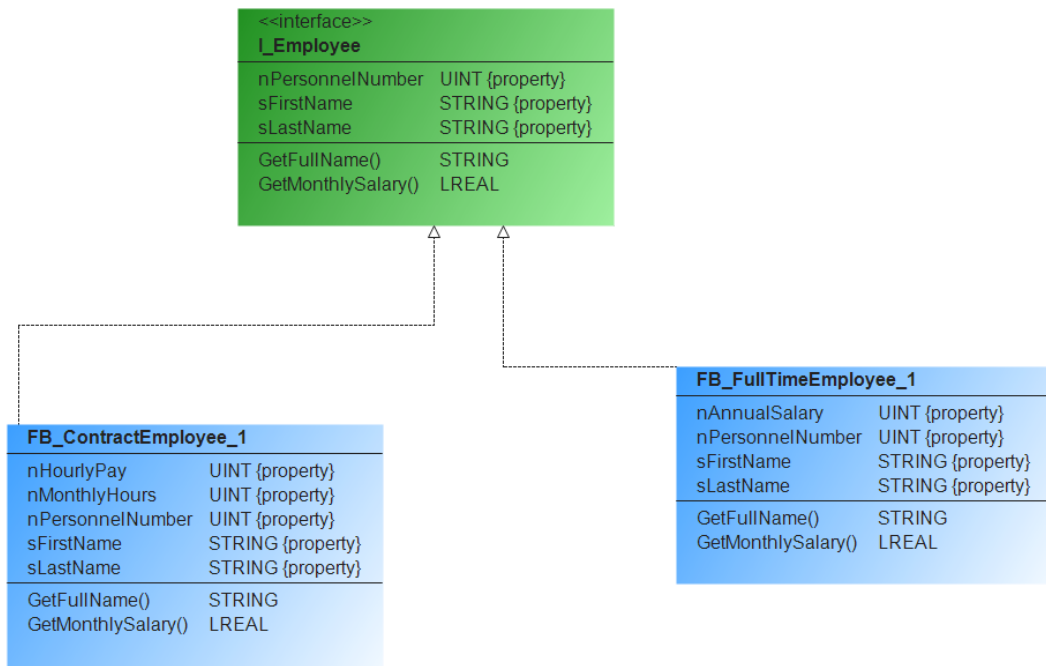 <<interface>>
I_Employee
nPersonnelNumber UINT {property}
sFirstName STRING {property}
sLastName STRING {property}
GetFullName() STRING
GetMonthlySalary() LREAL
FB_FullTimeEmployee_1
nAnnualSalary UINT {property}
nPersonnelNumber UINT {property}
sFirstName STRING {property}
sLastName STRING {property}
GetFullName() STRING
GetMonthlySalary() LREAL
FB_ContractEmployee_1
nHourlyPay UINT {property}
nMonthlyHours UINT {property}
nPersonnelNumber UINT {property}
sFirstName STRING {property}
sLastName STRING {property}
GetFullName() STRING
GetMonthlySalary() LREAL